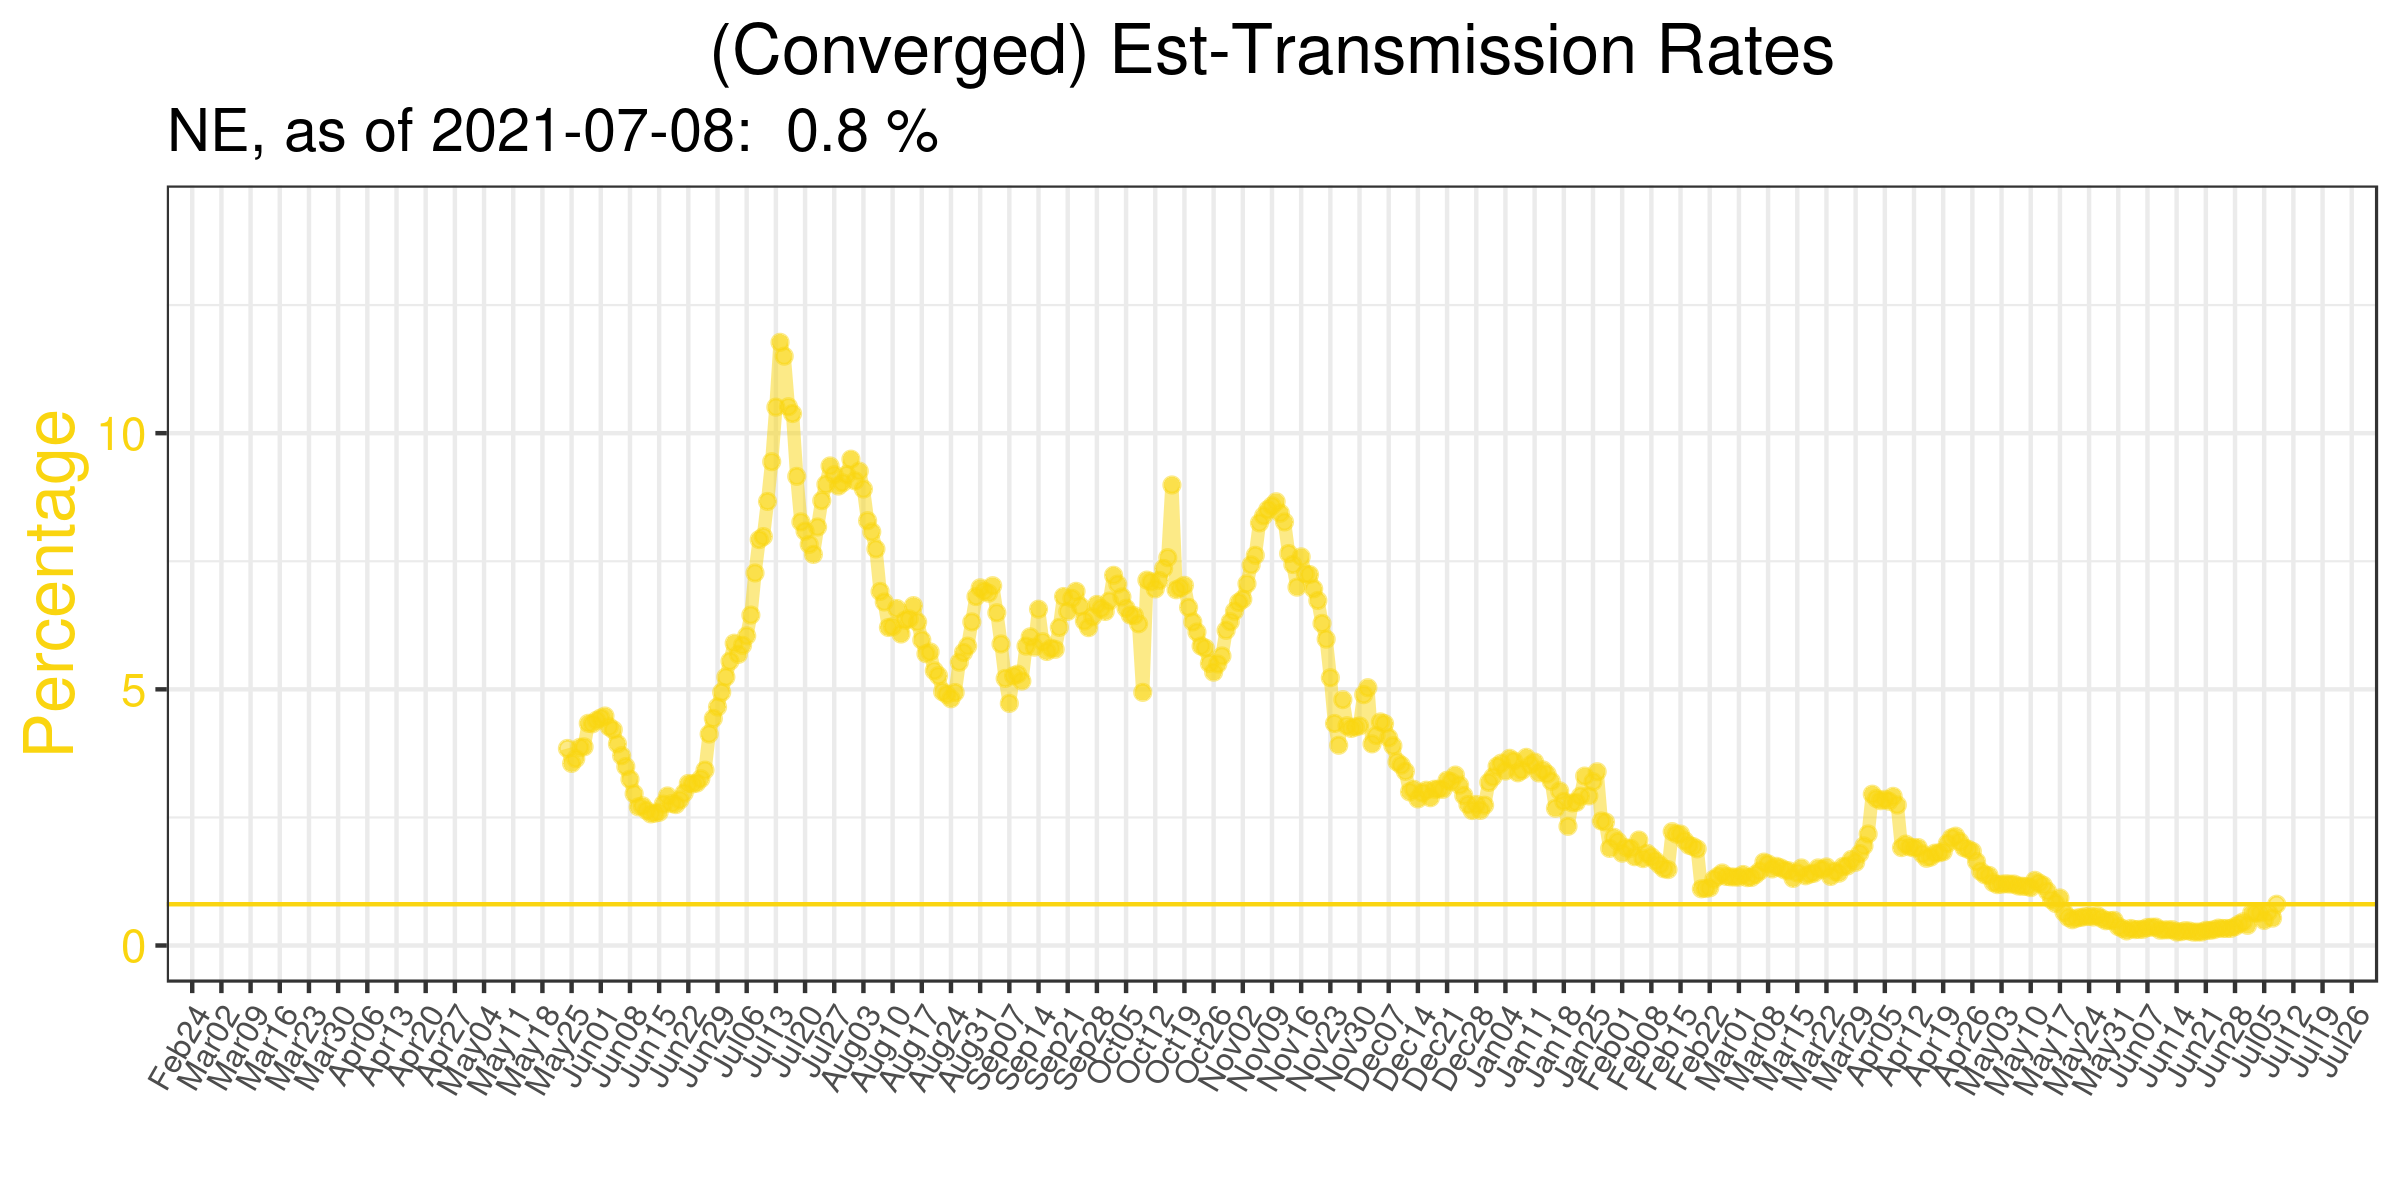 (Converged) Est-Transmission Rates
NE, as of 2021-07-08:  0.8 %
Percentage
10
5
0
Feb24
Mar02
Mar09
Mar16
Mar23
Mar30
Apr06
Apr13
Apr20
Apr27
May04
May11
May18
May25
Jun01
Jun08
Jun15
Jun22
Jun29
Jul06
Jul13
Jul20
Jul27
Aug03
Aug10
Aug17
Aug24
Aug31
Sep07
Sep14
Sep21
Sep28
Oct05
Oct12
Oct19
Oct26
Nov02
Nov09
Nov16
Nov23
Nov30
Dec07
Dec14
Dec21
Dec28
Jan04
Jan11
Jan18
Jan25
Feb01
Feb08
Feb15
Feb22
Mar01
Mar08
Mar15
Mar22
Mar29
Apr05
Apr12
Apr19
Apr26
May03
May10
May17
May24
May31
Jun07
Jun14
Jun21
Jun28
Jul05
Jul12
Jul19
Jul26